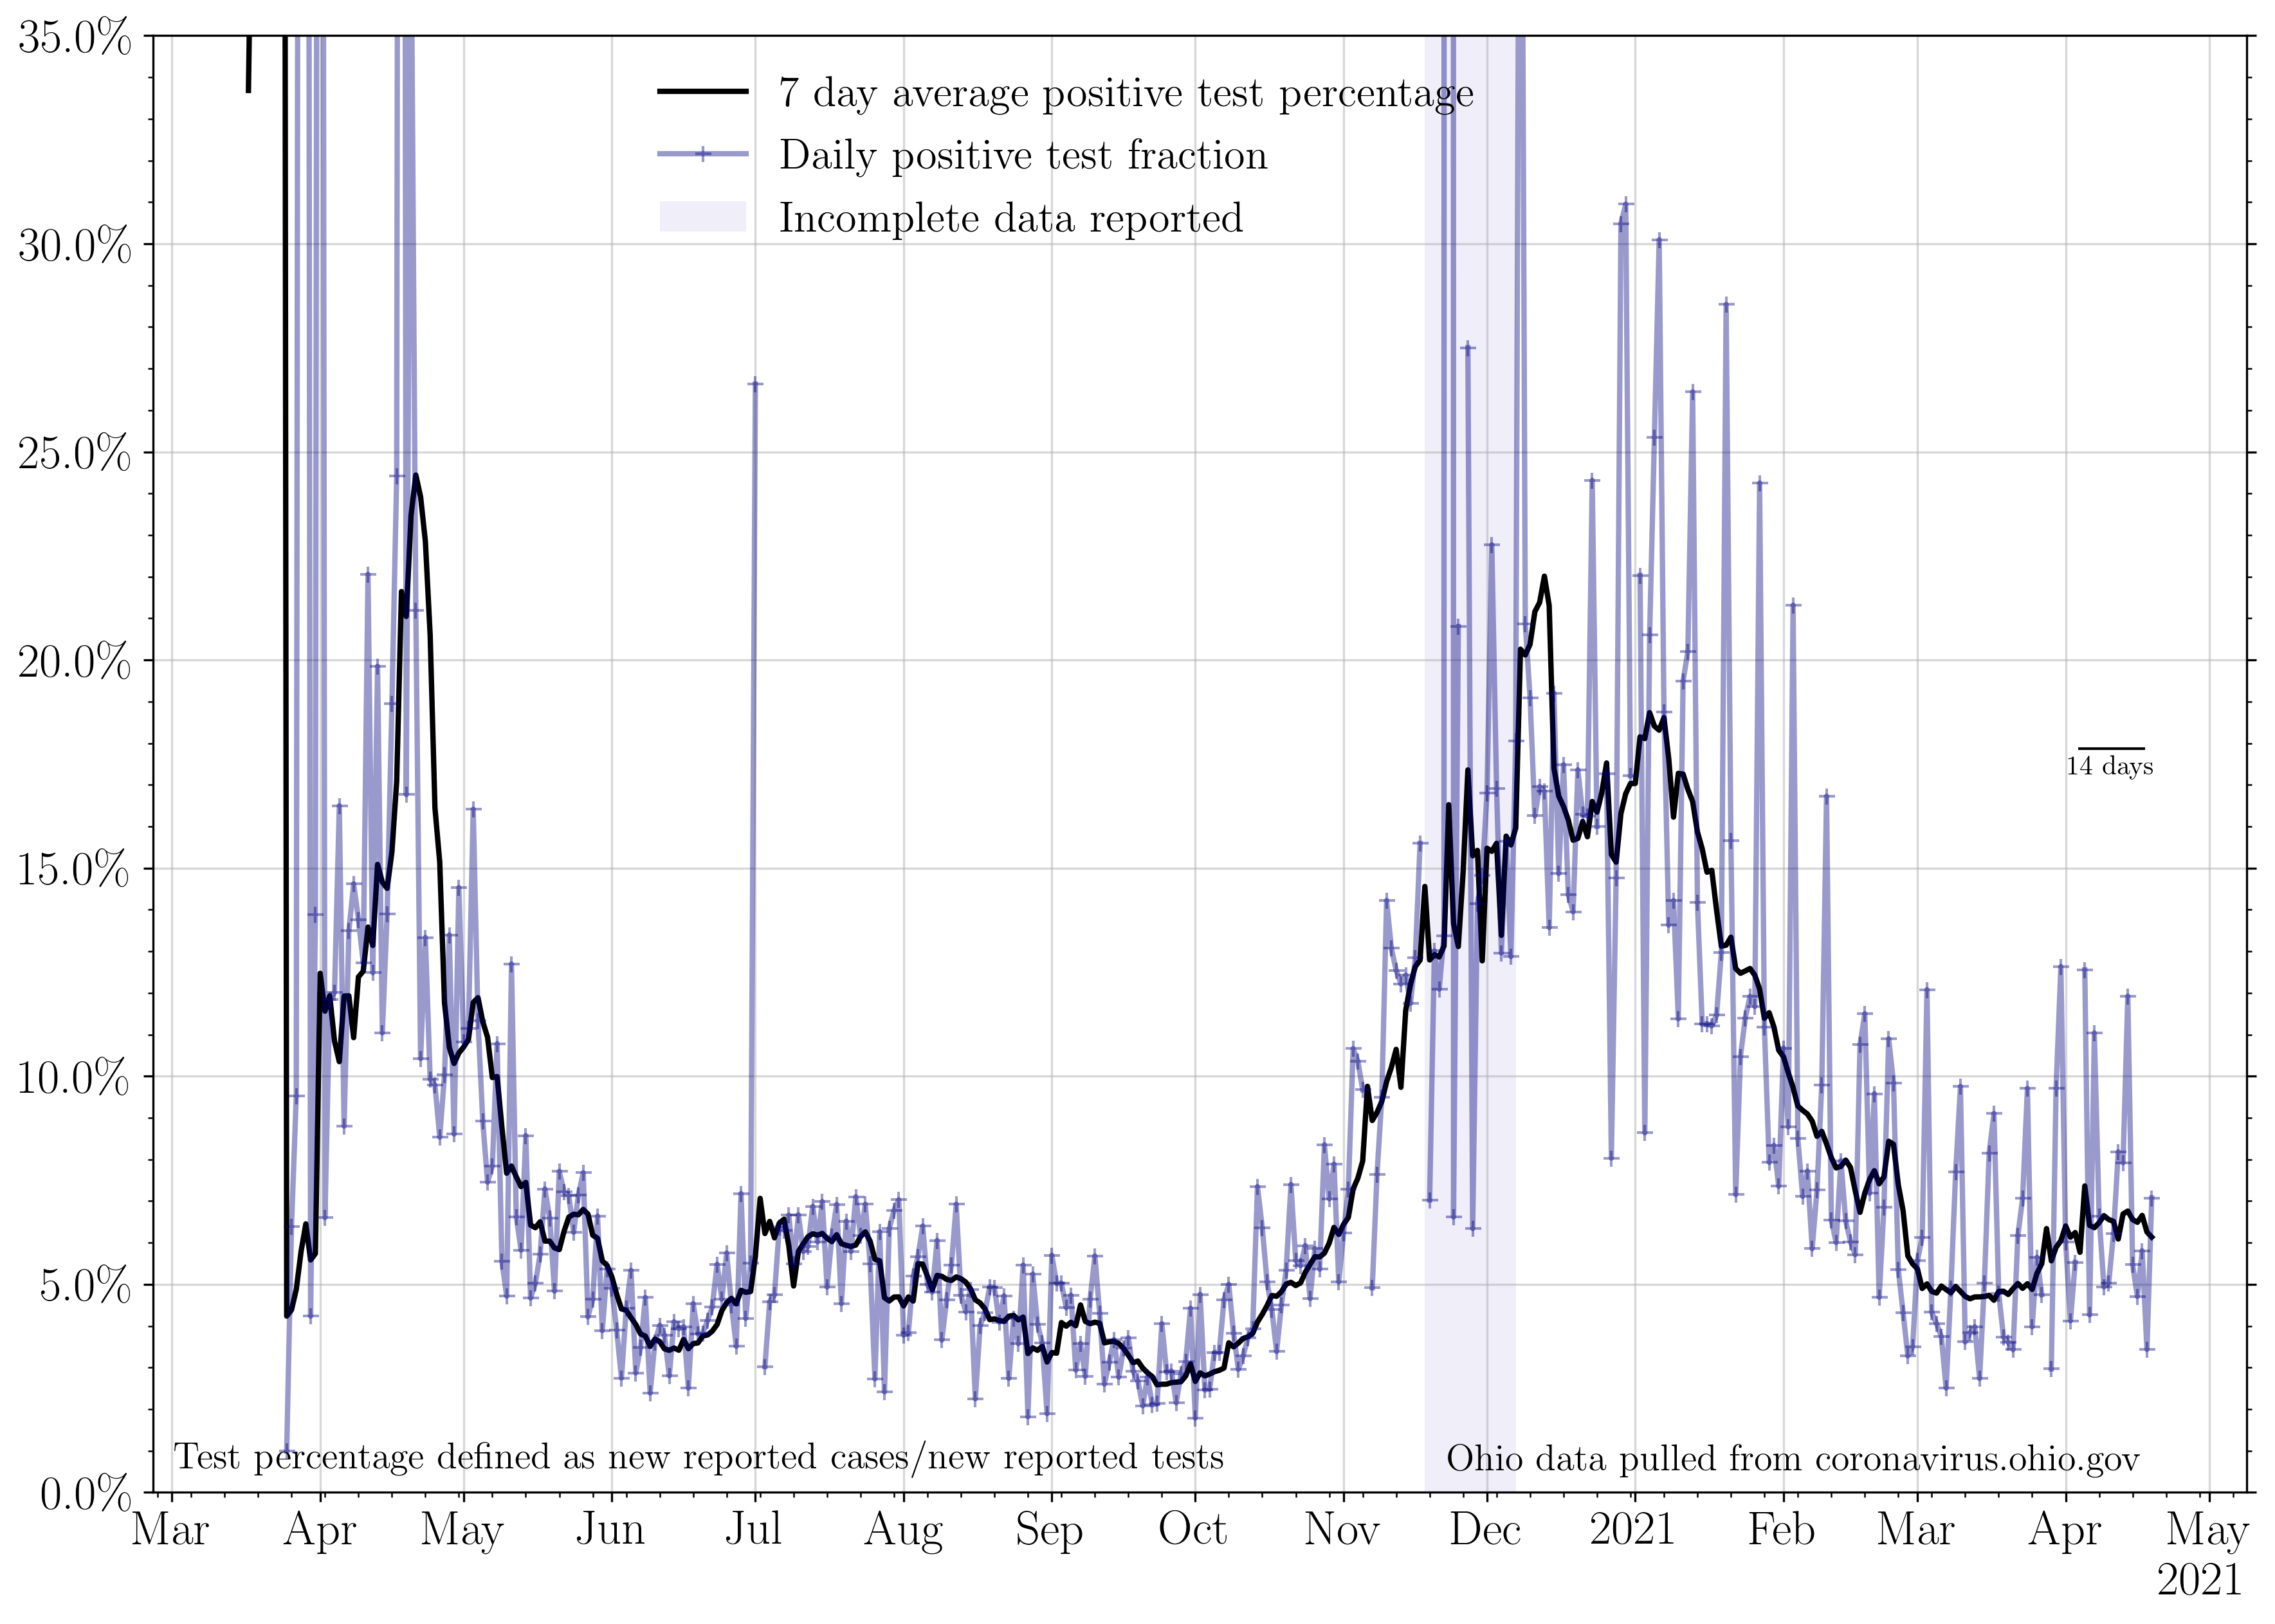 35.0%
30.0%
25.0%
20.0%
15.0%
10.0%
5.0%
0.0%
7 day average positive test percentage
Daily positive test fraction
Incomplete data reported
14 days
Test percentage defined as new reported cases/new reported tests
Ohio data pulled from coronavirus.ohio.gov
Mar Apr May Jun Jul Aug Sep Oct Nov Dec 2021 Feb Mar Apr May
2021